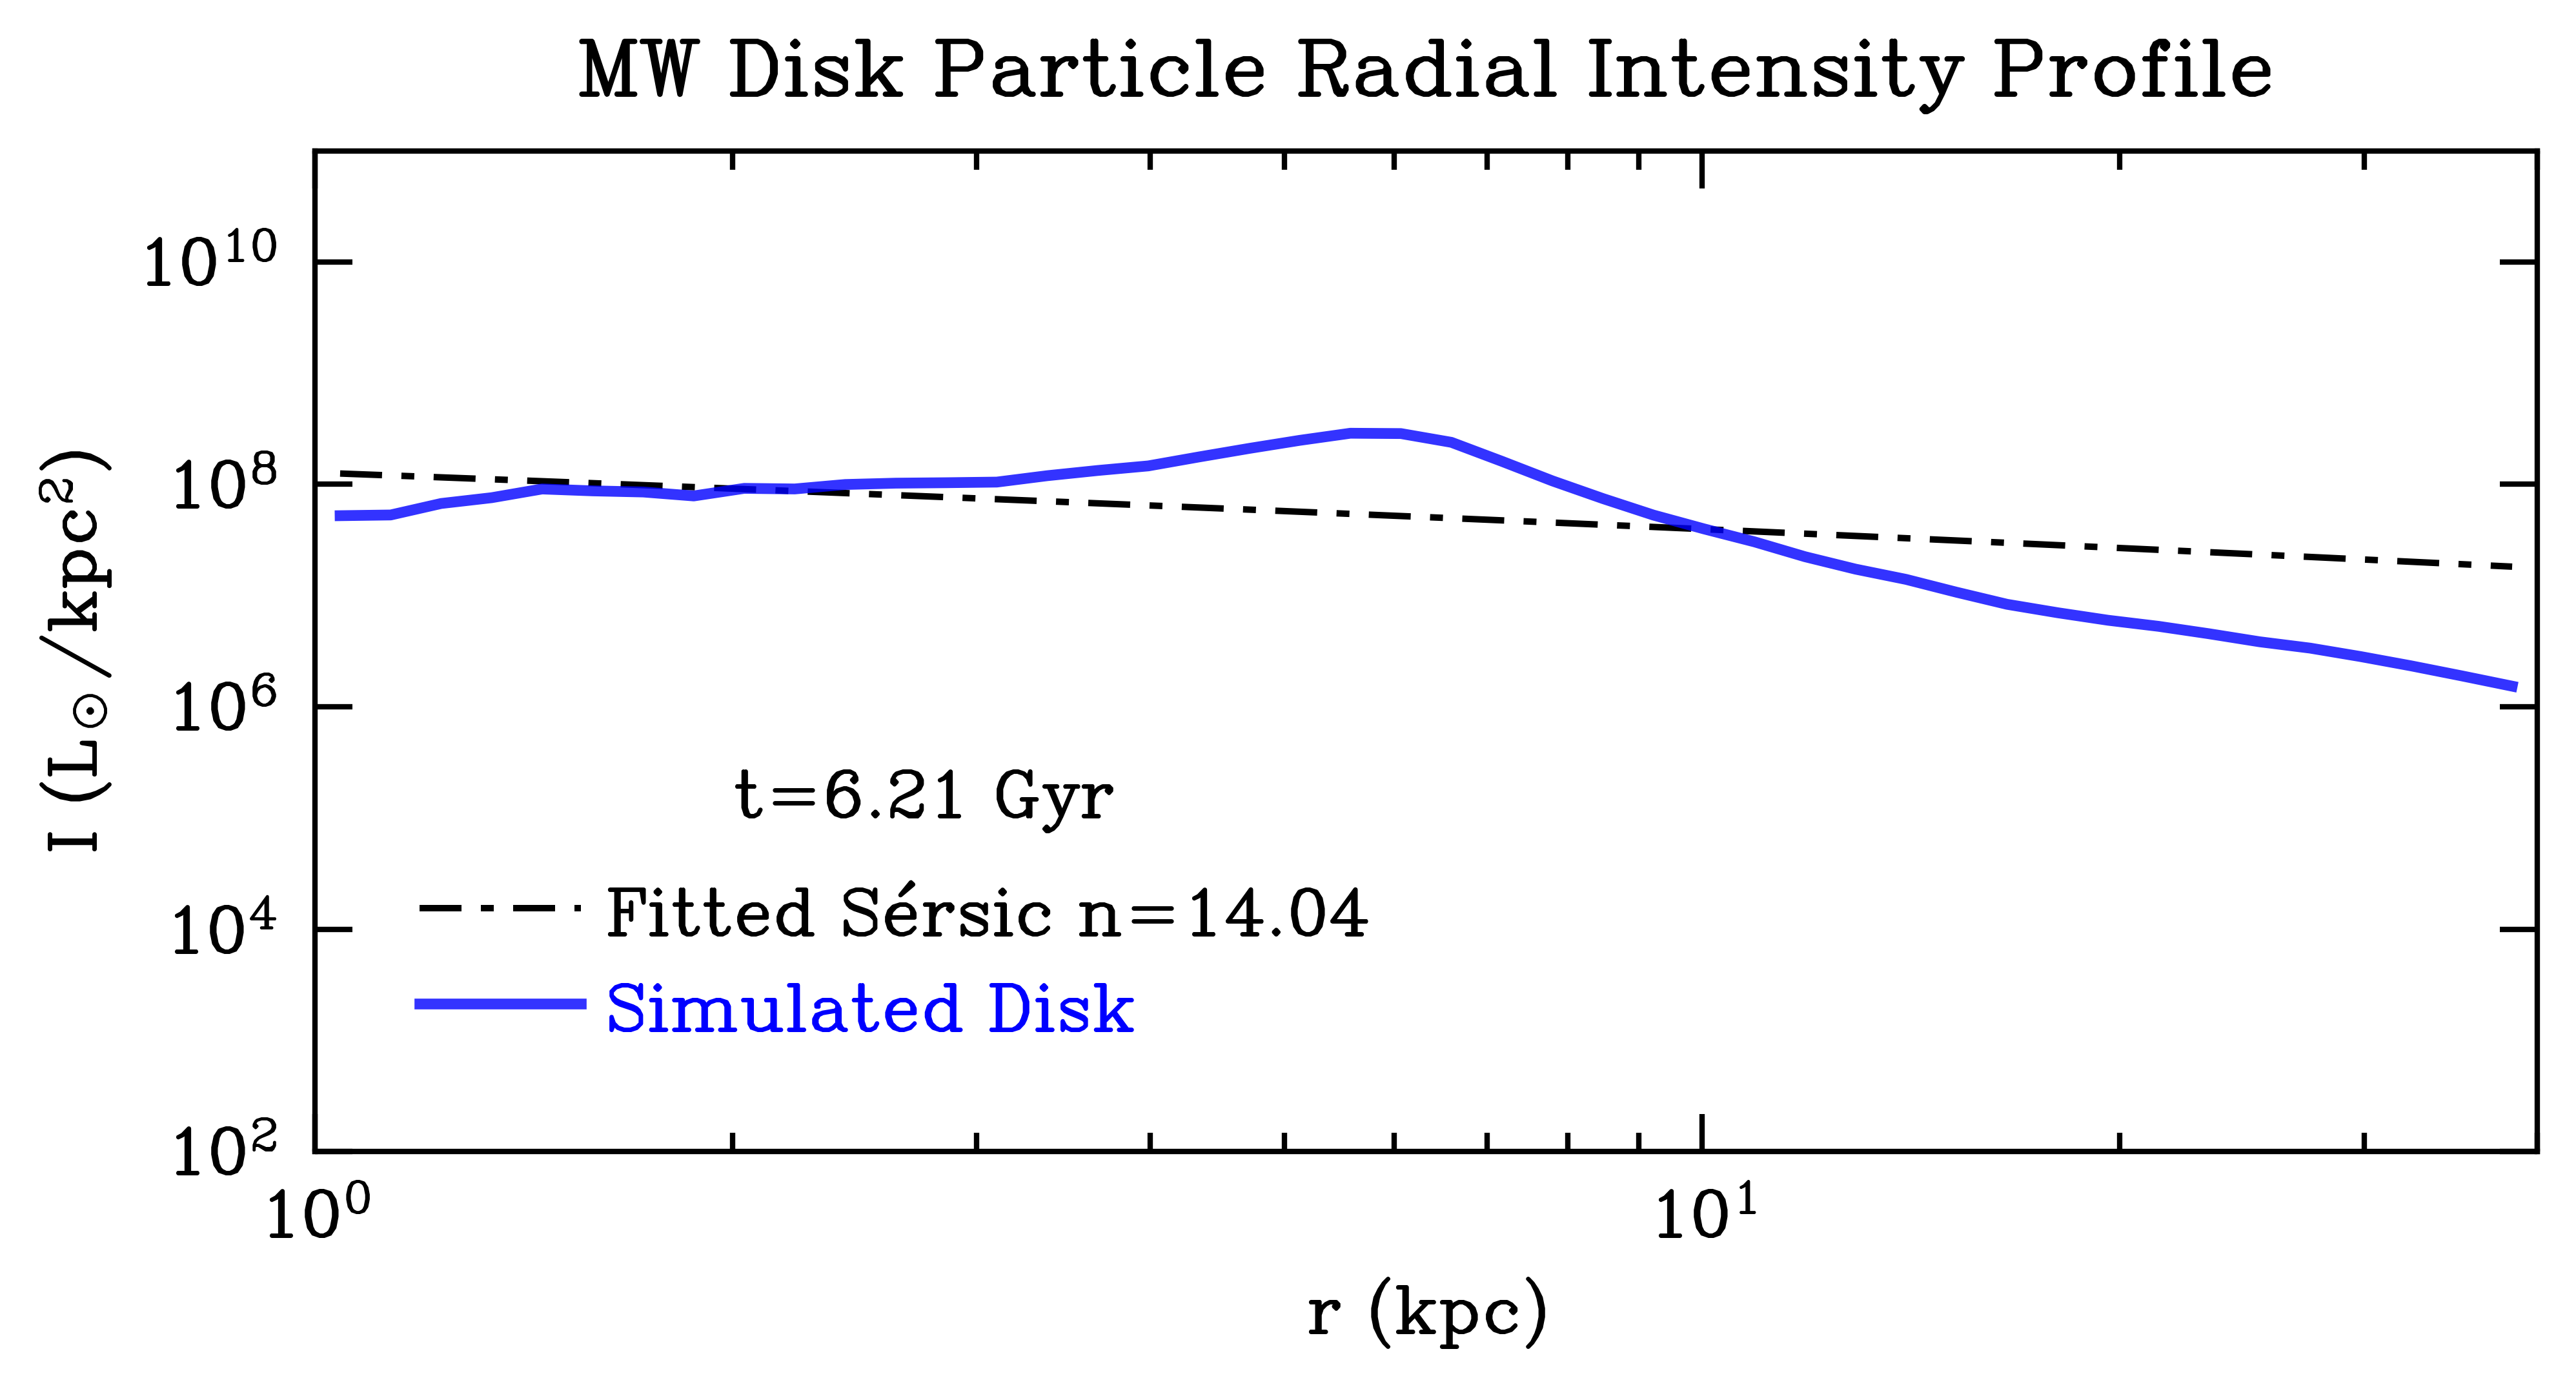 MW Disk Particle Radial Intensity Profile
10¹⁰
10⁸
10⁶
10⁴
10²
I (L☉/kpc²)
t=6.21 Gyr
Fitted Sérsic n=14.04
Simulated Disk
10⁰
10¹
r (kpc)